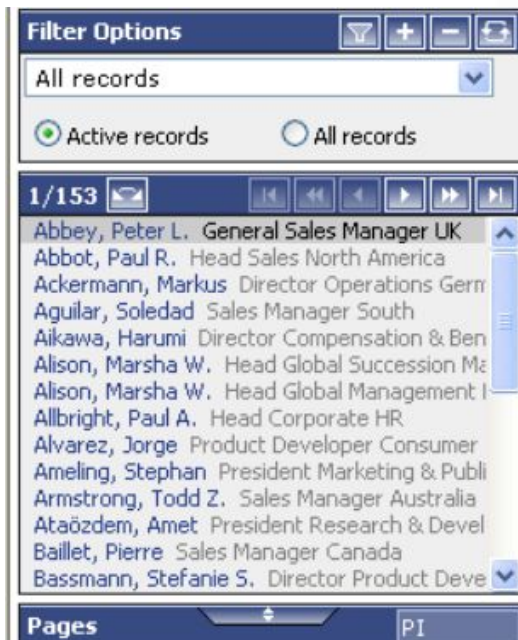 Filter Options
All records
Active records All records
1/153
Abbey, Peter L. General Sales Manager UK
Abbot, Paul R. Head Sales North America
Ackermann, Markus Director Operations Germ
Aguilar, Soledad Sales Manager South
Aikawa, Harumi Director Compensation & Ben
Alison, Marsha W. Head Global Succession Ma
Alison, Marsha W. Head Global Management I
Allbright, Paul A. Head Corporate HR
Alvarez, Jorge Product Developer Consumer
Ameling, Stephan President Marketing & Publi
Armstrong, Todd Z. Sales Manager Australia
Ataözdem, Amet President Research & Devel
Baillet, Pierre Sales Manager Canada
Bassmann, Stefanie S. Director Product Deve
Pages PI